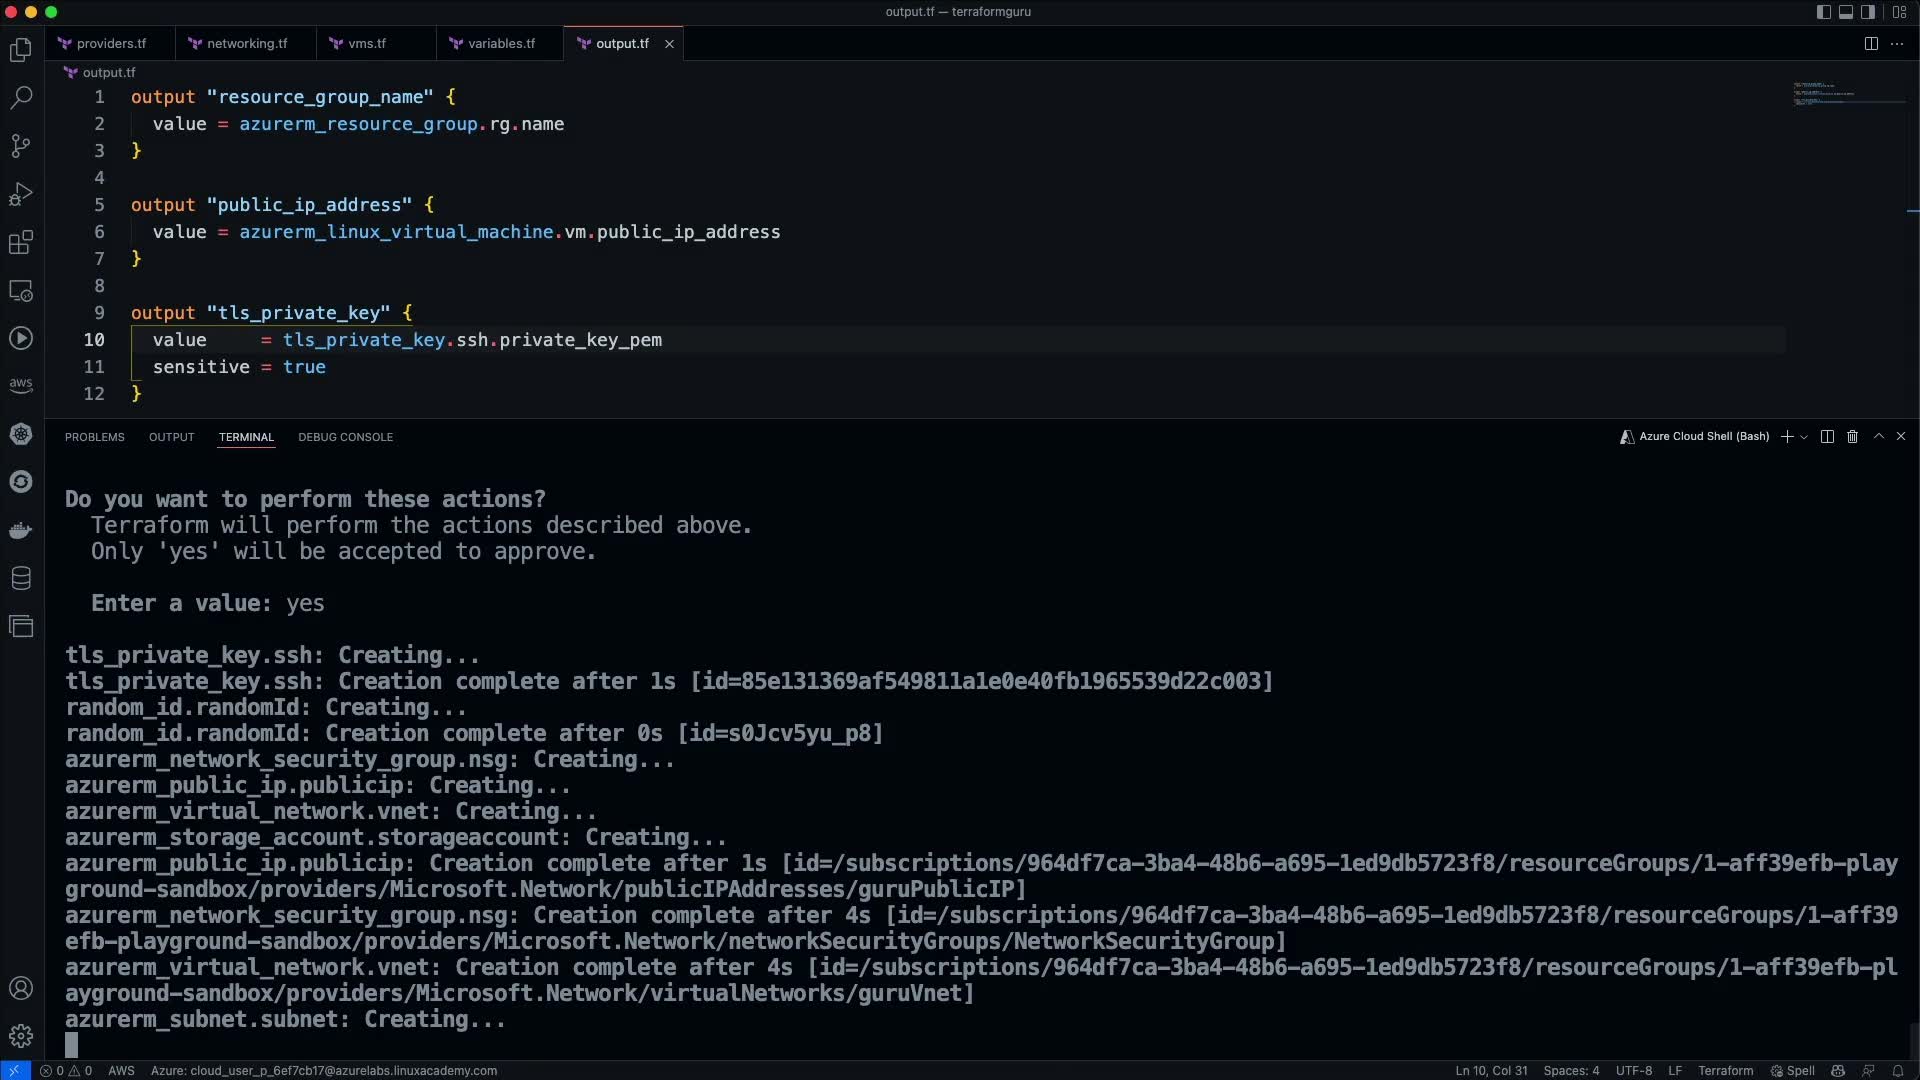 output.tf — terraformguru
providers.tf
networking.tf
vms.tf
variables.tf
output.tf
output.tf
1 output "resource_group_name" {
2 value = azurerm_resource_group.rg.name
3 }
4
5 output "public_ip_address" {
6 value = azurerm_linux_virtual_machine.vm.public_ip_address
7 }
8
9 output "tls_private_key" {
10 value     = tls_private_key.ssh.private_key_pem
11 sensitive = true
12 }
aws
PROBLEMS OUTPUT TERMINAL DEBUG CONSOLE
Azure Cloud Shell (Bash)
Do you want to perform these actions?
Terraform will perform the actions described above.
Only 'yes' will be accepted to approve.
Enter a value: yes
tls_private_key.ssh: Creating...
tls_private_key.ssh: Creation complete after 1s [id=85e131369af549811a1e0e40fb1965539d22c003]
random_id.randomId: Creating...
random_id.randomId: Creation complete after 0s [id=s0Jcv5yu_p8]
azurerm_network_security_group.nsg: Creating...
azurerm_public_ip.publicip: Creating...
azurerm_virtual_network.vnet: Creating...
azurerm_storage_account.storageaccount: Creating...
azurerm_public_ip.publicip: Creation complete after 1s [id=/subscriptions/964df7ca-3ba4-48b6-a695-1ed9db5723f8/resourceGroups/1-aff39efb-play
ground-sandbox/providers/Microsoft.Network/publicIPAddresses/guruPublicIP]
azurerm_network_security_group.nsg: Creation complete after 4s [id=/subscriptions/964df7ca-3ba4-48b6-a695-1ed9db5723f8/resourceGroups/1-aff39
efb-playground-sandbox/providers/Microsoft.Network/networkSecurityGroups/NetworkSecurityGroup]
azurerm_virtual_network.vnet: Creation complete after 4s [id=/subscriptions/964df7ca-3ba4-48b6-a695-1ed9db5723f8/resourceGroups/1-aff39efb-pl
ayground-sandbox/providers/Microsoft.Network/virtualNetworks/guruVnet]
azurerm_subnet.subnet: Creating...
0 0 AWS Azure: cloud_user_p_6ef7cb17@azurelabs.linuxacademy.com
Ln 10, Col 31 Spaces: 4 UTF-8 LF Terraform Spell